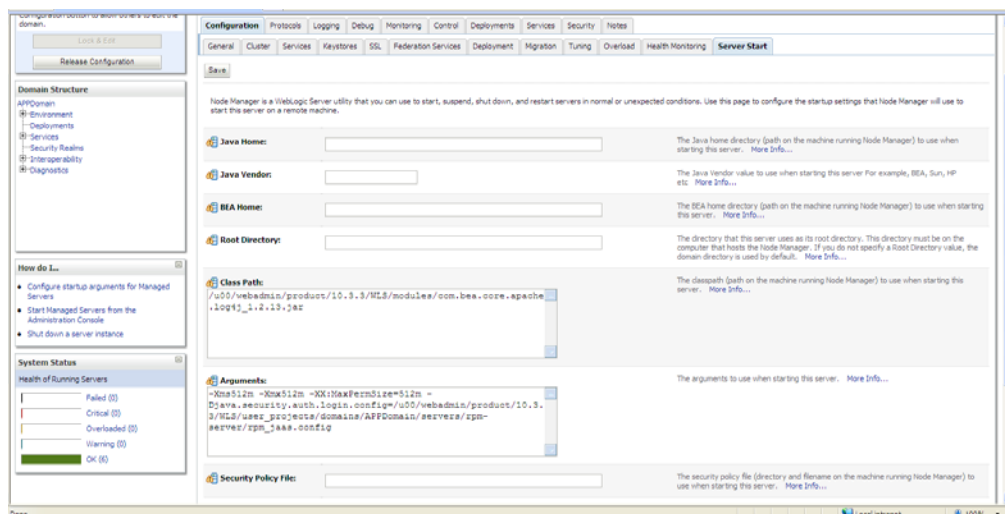 Configuration button to allow others to edit the
domain.
Lock & Edit
Release Configuration
Domain Structure
APPDomain
Environment
Deployments
Services
Security Realms
Interoperability
Diagnostics
How do I...
Configure startup arguments for Managed
Servers
Start Managed Servers from the
Administration Console
Shut down a server instance
System Status
Health of Running Servers
Failed (0)
Critical (0)
Overloaded (0)
Warning (0)
OK (6)
Configuration Protocols Logging Debug Monitoring Control Deployments Services Security Notes
General Cluster Services Keystores SSL Federation Services Deployment Migration Tuning Overload Health Monitoring Server Start
Save
Node Manager is a WebLogic Server utility that you can use to start, suspend, shut down, and restart servers in normal or unexpected conditions. Use this page to configure the startup settings that Node Manager will use to
start this server on a remote machine.
Java Home:
The Java home directory (path on the machine running Node Manager) to use when
starting this server. More Info...
Java Vendor:
The Java Vendor value to use when starting this server For example, BEA, Sun, HP
etc More Info...
BEA Home:
The BEA home directory (path on the machine running Node Manager) to use when starting
this server. More Info...
Root Directory:
The directory that this server uses as its root directory. This directory must be on the
computer that hosts the Node Manager. If you do not specify a Root Directory value, the
domain directory is used by default. More Info...
Class Path:
/u00/webadmin/product/10.3.3/WLS/modules/com.bea.core.apache
.log4j_1.2.13.jar
The classpath (path on the machine running Node Manager) to use when starting this
server. More Info...
Arguments:
-Xms512m -Xmx512m -XX:MaxPermSize=512m -
Djava.security.auth.login.config=/u00/webadmin/product/10.3.
3/WLS/user_projects/domains/APPDomain/servers/rpm-
server/rpm_jaas.config
The arguments to use when starting this server. More Info...
Security Policy File:
The security policy file (directory and filename on the machine running Node Manager) to
use when starting this server. More Info...
Done
Local intranet
100%